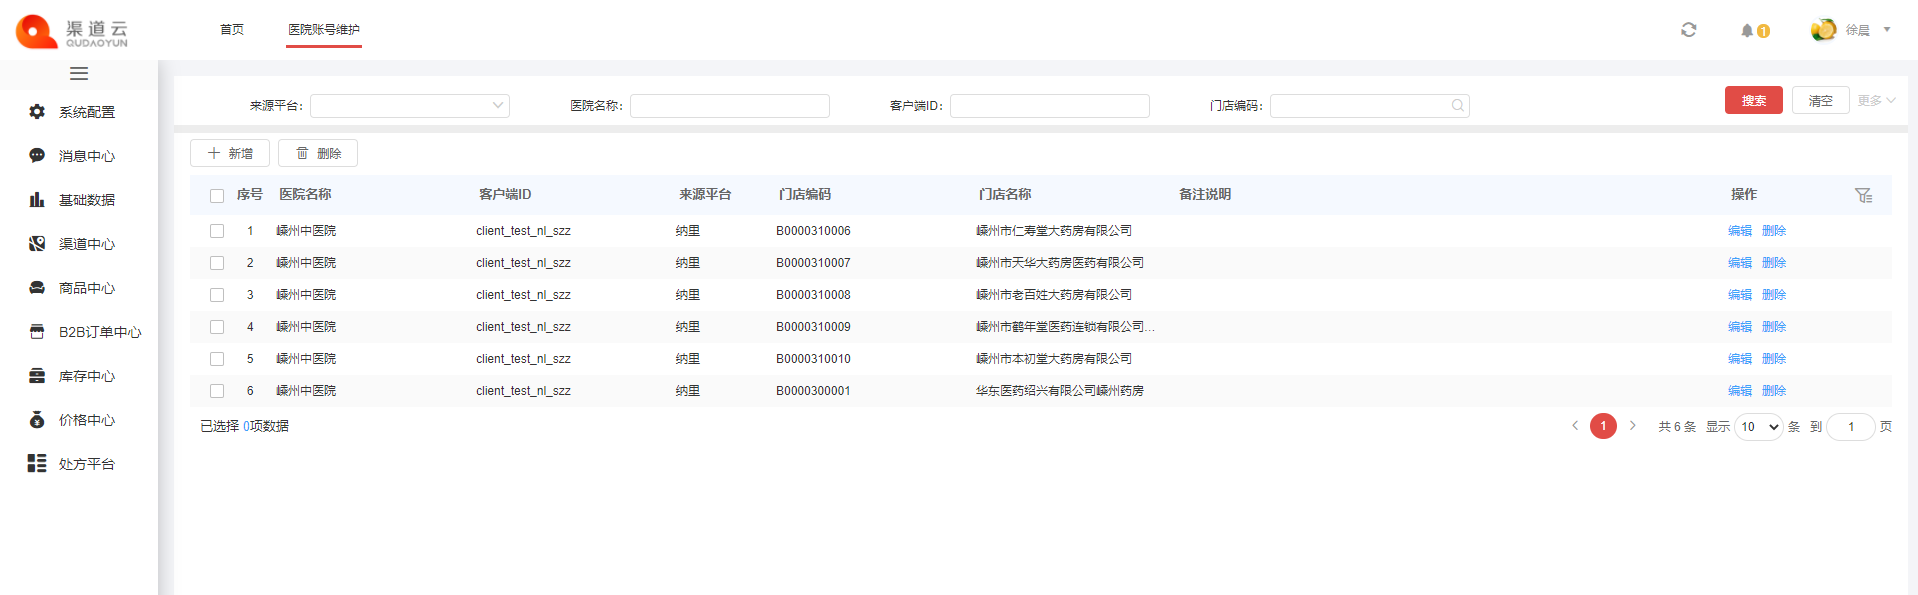 渠道云
QUDAOYUN
首页 医院账号维护
1 徐晨
系统配置
消息中心
基础数据
渠道中心
商品中心
B2B订单中心
库存中心
价格中心
处方平台
来源平台: 医院名称: 客户端ID: 门店编码: 搜索 清空 更多
新增 删除
序号 医院名称 客户端ID 来源平台 门店编码 门店名称 备注说明 操作
1 嵊州中医院 client_test_nl_szz 纳里 B0000310006 嵊州市仁寿堂大药房有限公司 编辑 删除
2 嵊州中医院 client_test_nl_szz 纳里 B0000310007 嵊州市天华大药房医药有限公司 编辑 删除
3 嵊州中医院 client_test_nl_szz 纳里 B0000310008 嵊州市老百姓大药房有限公司 编辑 删除
4 嵊州中医院 client_test_nl_szz 纳里 B0000310009 嵊州市鹤年堂医药连锁有限公司... 编辑 删除
5 嵊州中医院 client_test_nl_szz 纳里 B0000310010 嵊州市本初堂大药房有限公司 编辑 删除
6 嵊州中医院 client_test_nl_szz 纳里 B0000300001 华东医药绍兴有限公司嵊州药房 编辑 删除
已选择 0项数据 1 共 6 条 显示 10 条 到 1 页